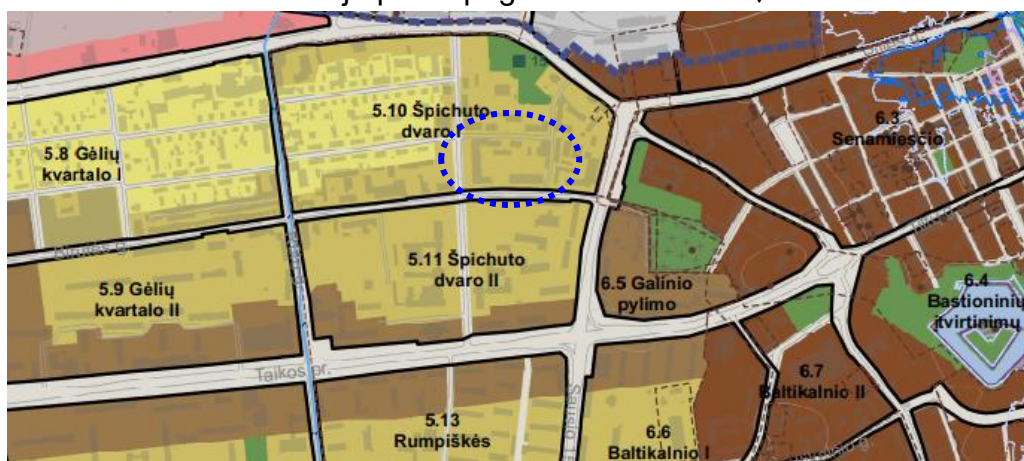 5.10 Špichuto
dvaro I
5.8 Gėlių
kvartalo I
6.3
Senamiesčio
5.11 Špichuto
dvaro II
5.9 Gėlių
kvartalo II
6.5 Galinio
pylimo
6.4
Bastioninių
įtvirtinimų
Taikos pr.
6.7
Baltikalnio II
5.13
Rumpiškės
6.6
Baltikalnio I